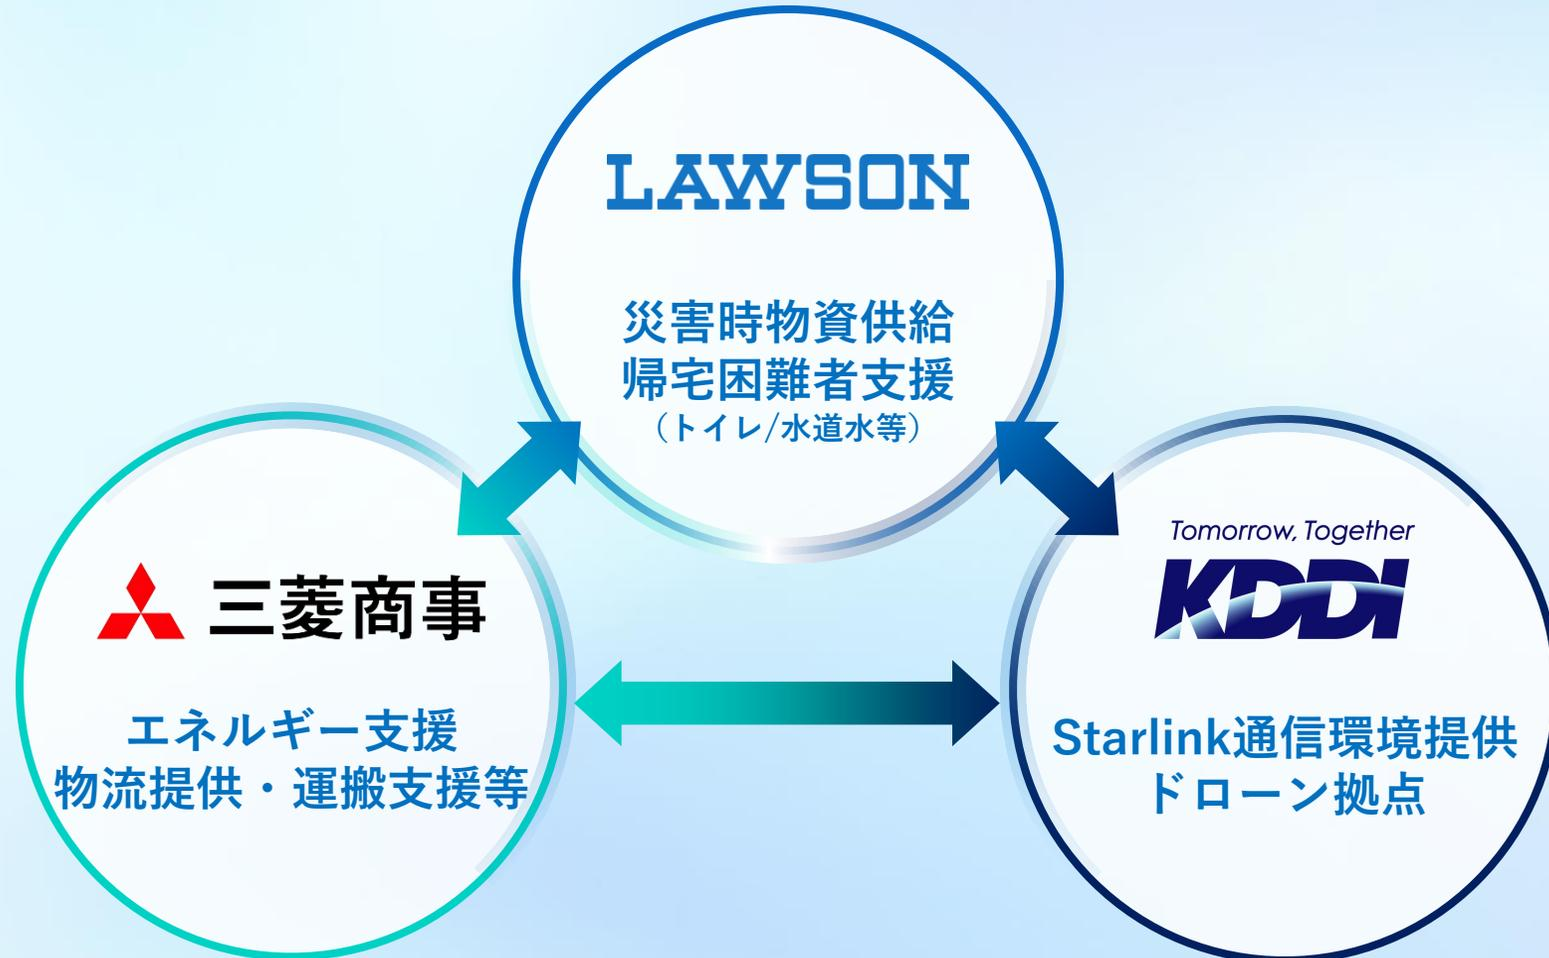 LAWSON
災害時物資供給
帰宅困難者支援
（トイレ/水道水等）
三菱商事
エネルギー支援
物流提供・運搬支援等
Tomorrow, Together
KDDI
Starlink通信環境提供
ドローン拠点